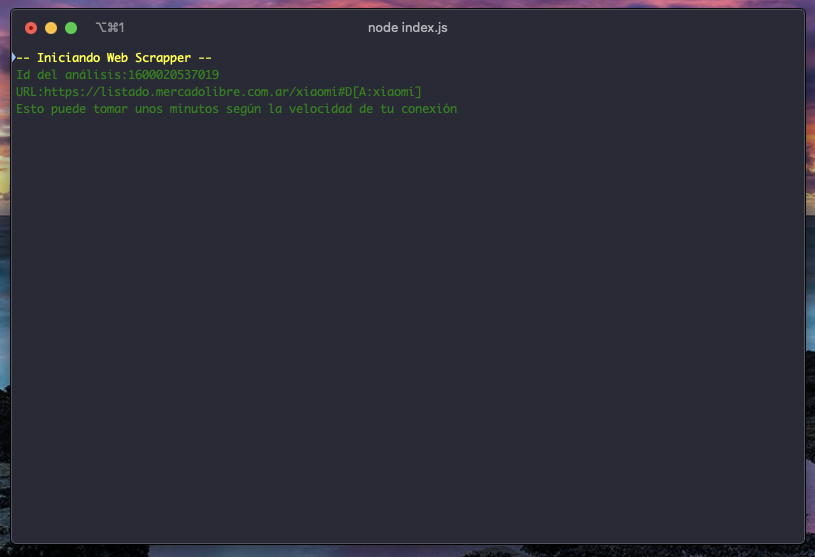 ⌥⌘1
node index.js
-- Iniciando Web Scrapper --
Id del análisis:1600020537019
URL:https://listado.mercadolibre.com.ar/xiaomi#D[A:xiaomi]
Esto puede tomar unos minutos según la velocidad de tu conexión